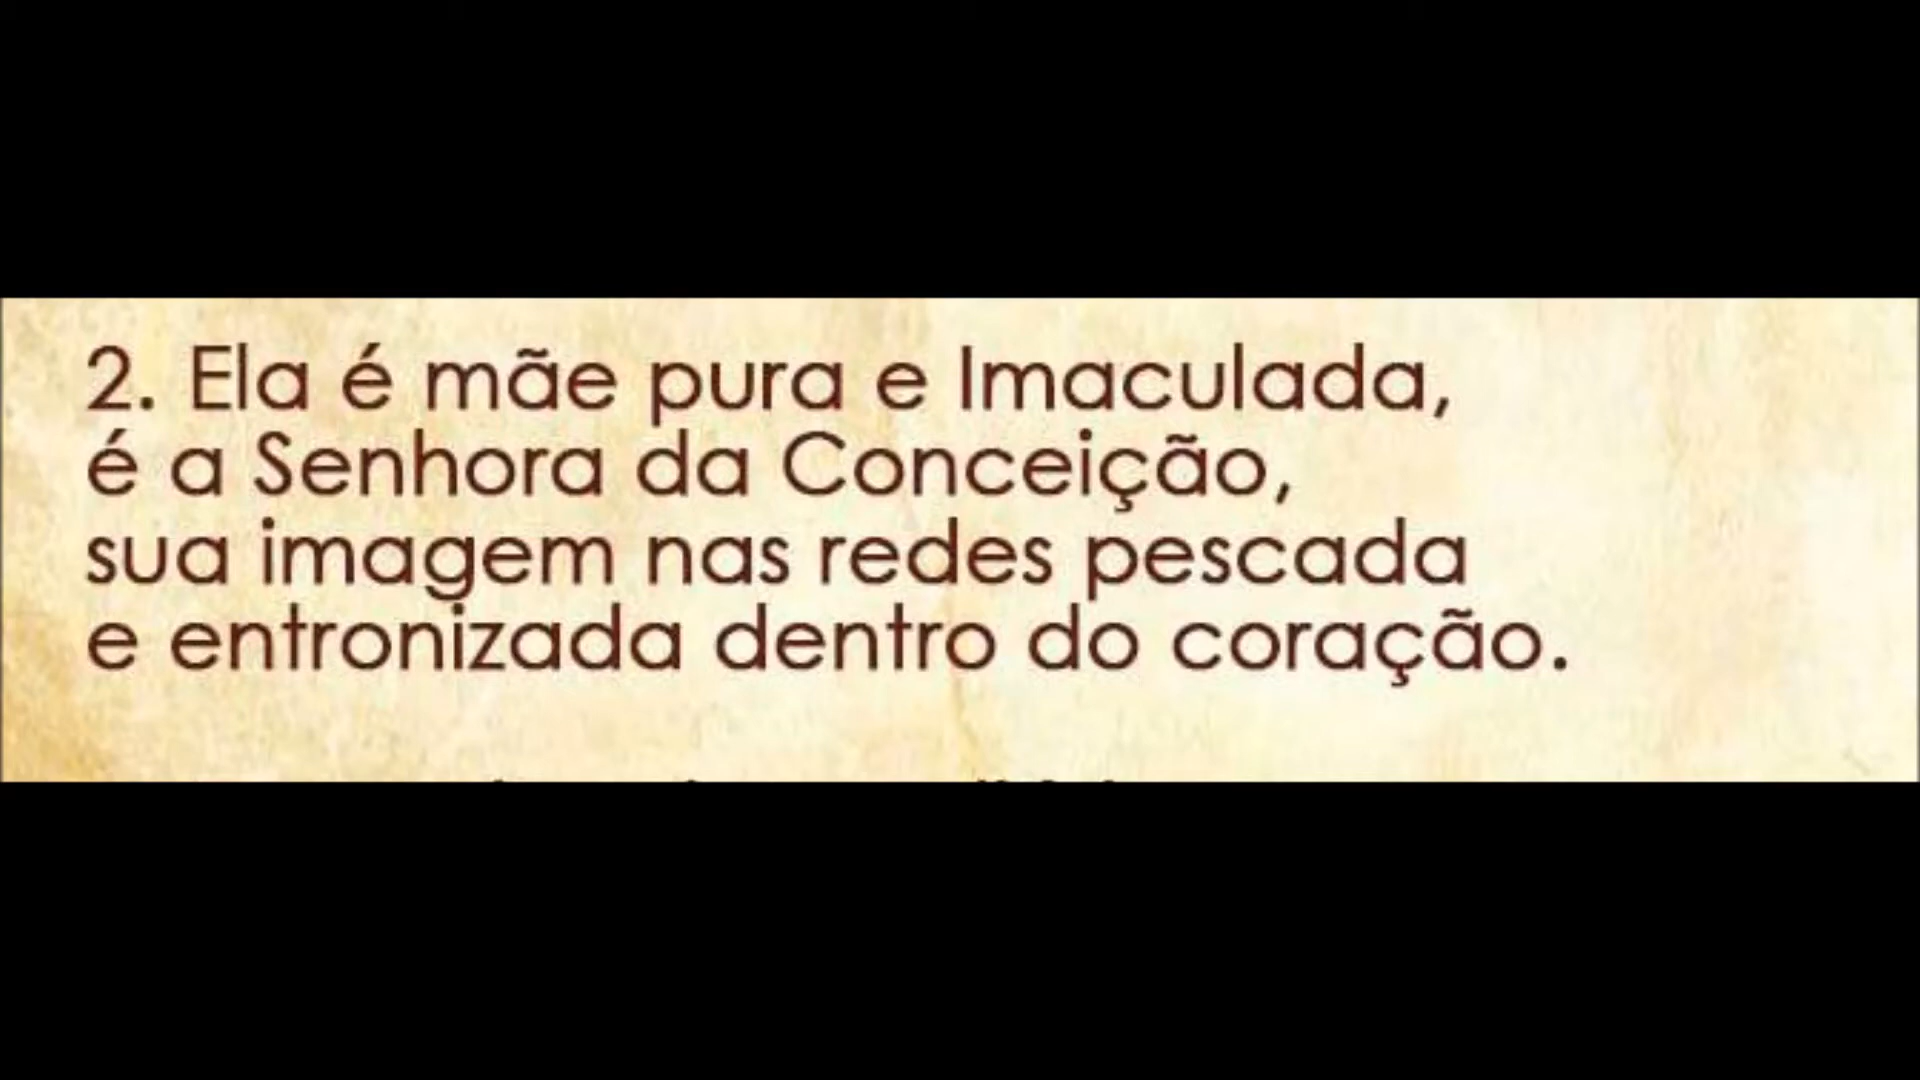 2. Ela é mãe pura e Imaculada,
é a Senhora da Conceição,
sua imagem nas redes pescada
e entronizada dentro do coração.